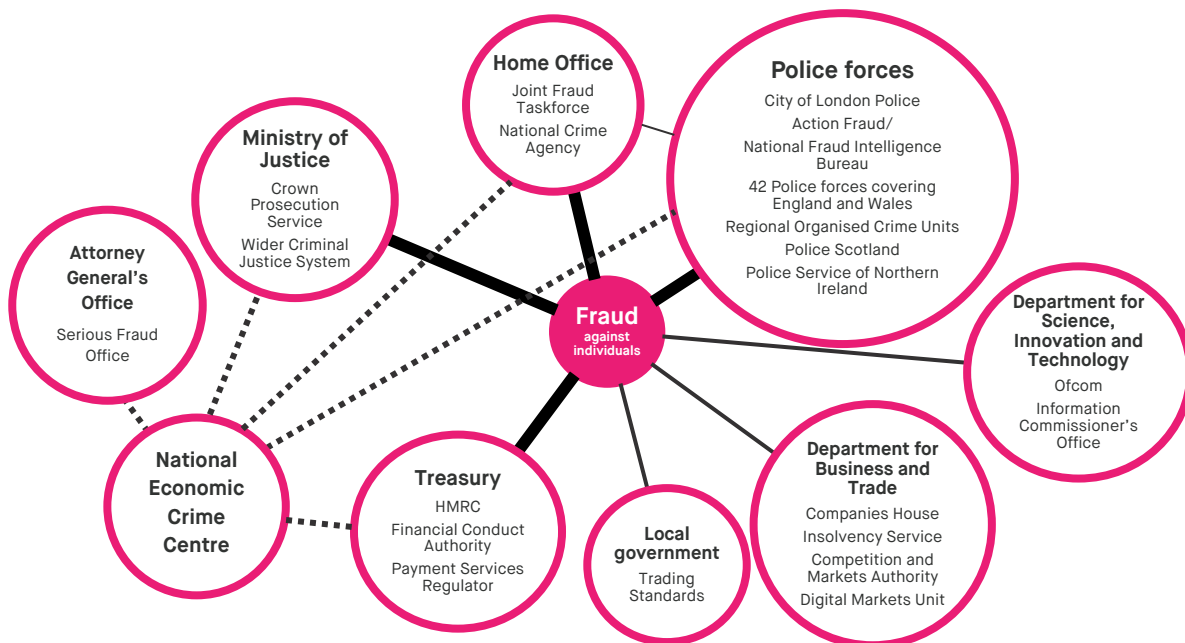 Home Office
Joint Fraud
Taskforce
National Crime
Agency
Police forces
City of London Police
Action Fraud/
National Fraud Intelligence
Bureau
42 Police forces covering
England and Wales
Regional Organised Crime Units
Police Scotland
Police Service of Northern
Ireland
Ministry of
Justice
Crown
Prosecution
Service
Wider Criminal
Justice System
Attorney
General's
Office
Serious Fraud
Office
Fraud
against
individuals
Department for
Science,
Innovation and
Technology
Ofcom
Information
Commissioner's
Office
National
Economic
Crime
Centre
Treasury
HMRC
Financial Conduct
Authority
Payment Services
Regulator
Local
government
Trading
Standards
Department for
Business and
Trade
Companies House
Insolvency Service
Competition and
Markets Authority
Digital Markets Unit